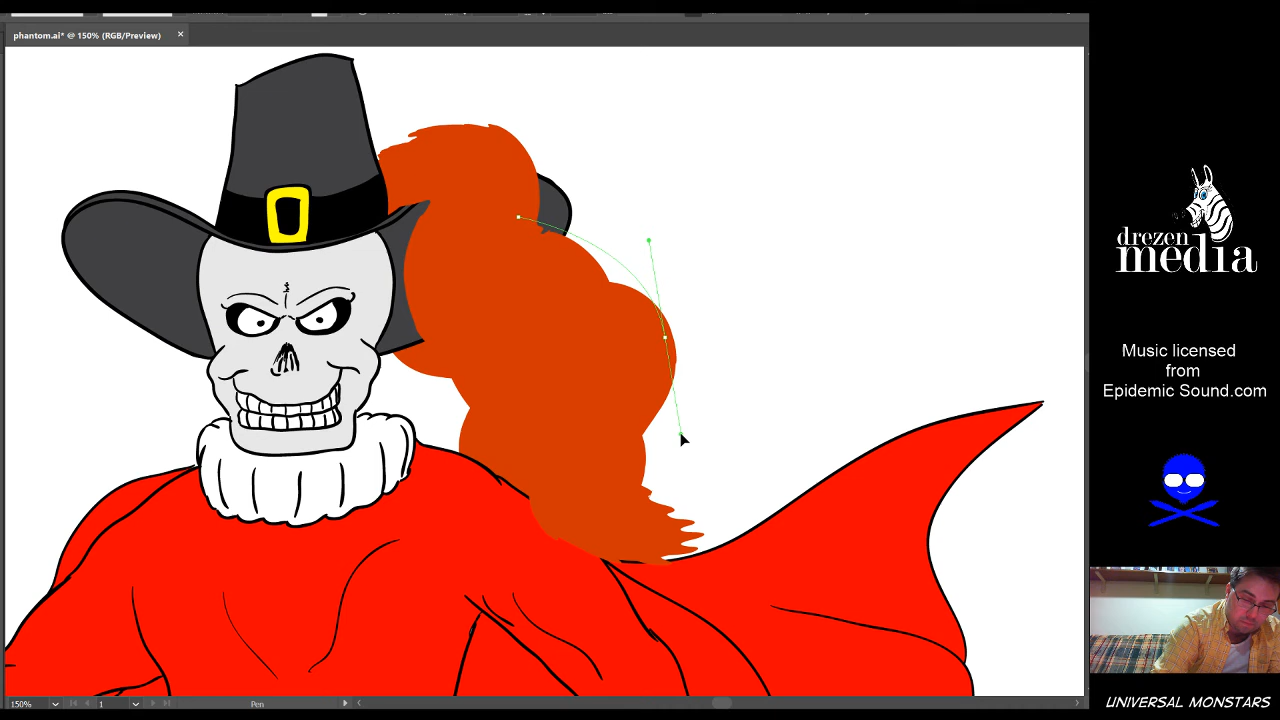 phantom.ai* @ 150% (RGB/Preview) ×
drezen
media
Music licensed
from
Epidemic Sound.com
150%
1
Pen
UNIVERSAL MONSTARS